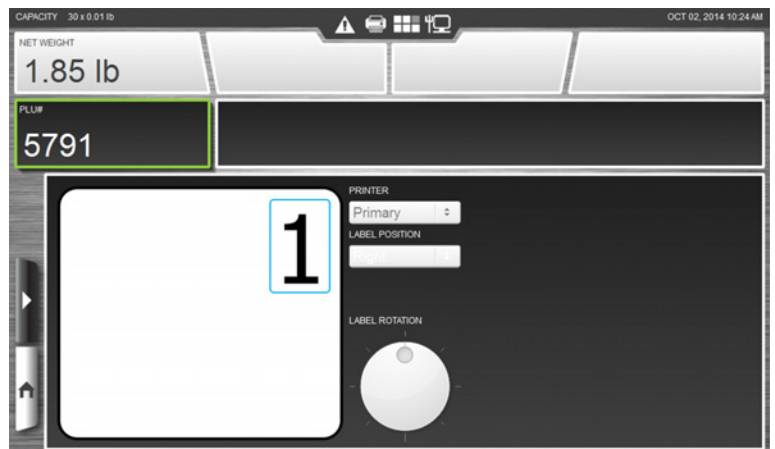 CAPACITY 30 x 0.01 lb
OCT 02, 2014 10:24 AM
NET WEIGHT
1.85 lb
PLU#
5791
1
PRINTER
Primary
LABEL POSITION
Right
LABEL ROTATION